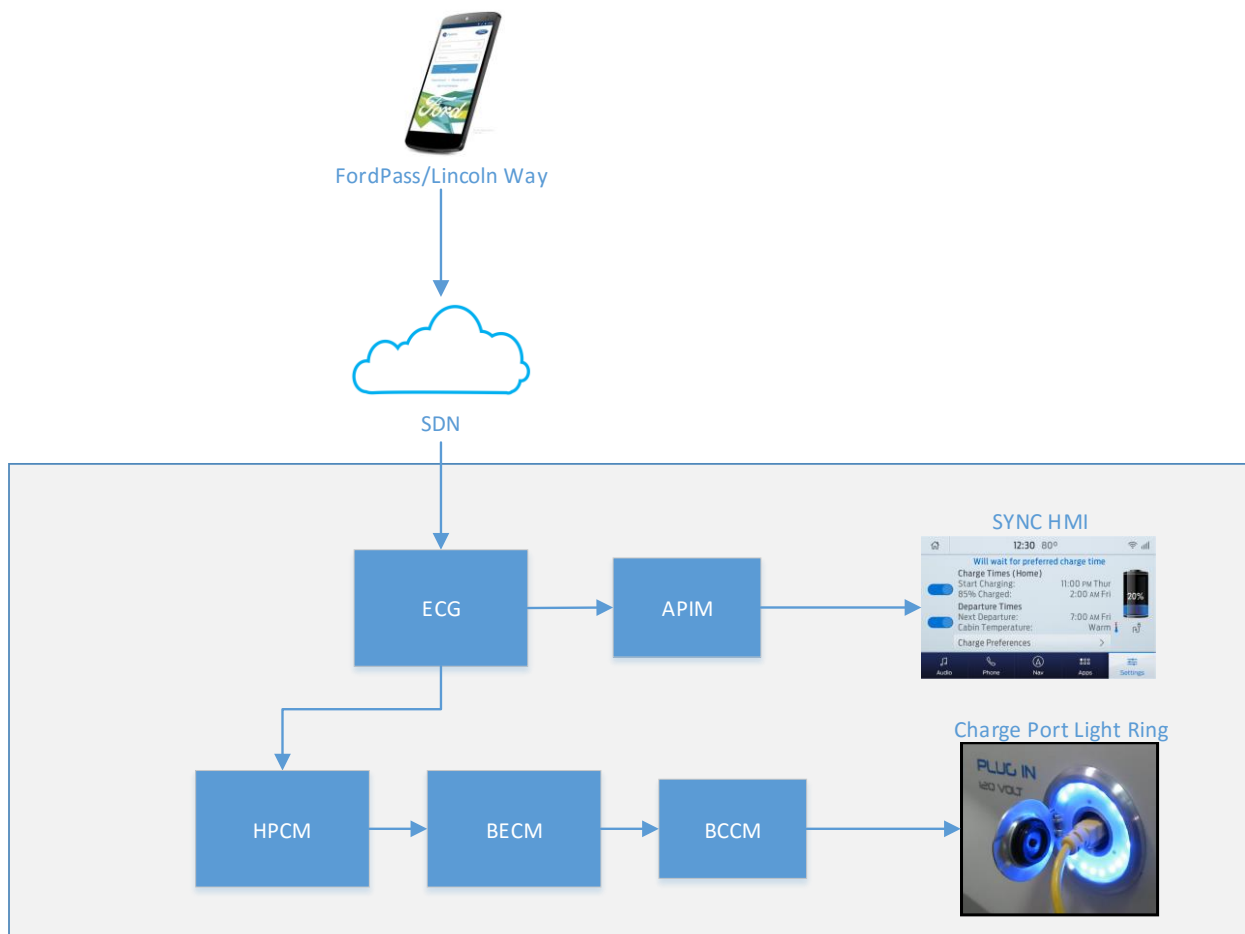 Ford
FordPass/Lincoln Way
SDN
ECG
APIM
SYNC HMI
12:30 80°
Will wait for preferred charge time
Charge Times (Home)
Start Charging: 11:00 PM Thur
85% Charged: 2:00 AM Fri
20%
Departure Times
Next Departure: 7:00 AM Fri
Cabin Temperature: Warm
Charge Preferences >
Audio Phone Nav Apps Settings
HPCM
BECM
BCCM
Charge Port Light Ring
PLUG IN
120 VOLT